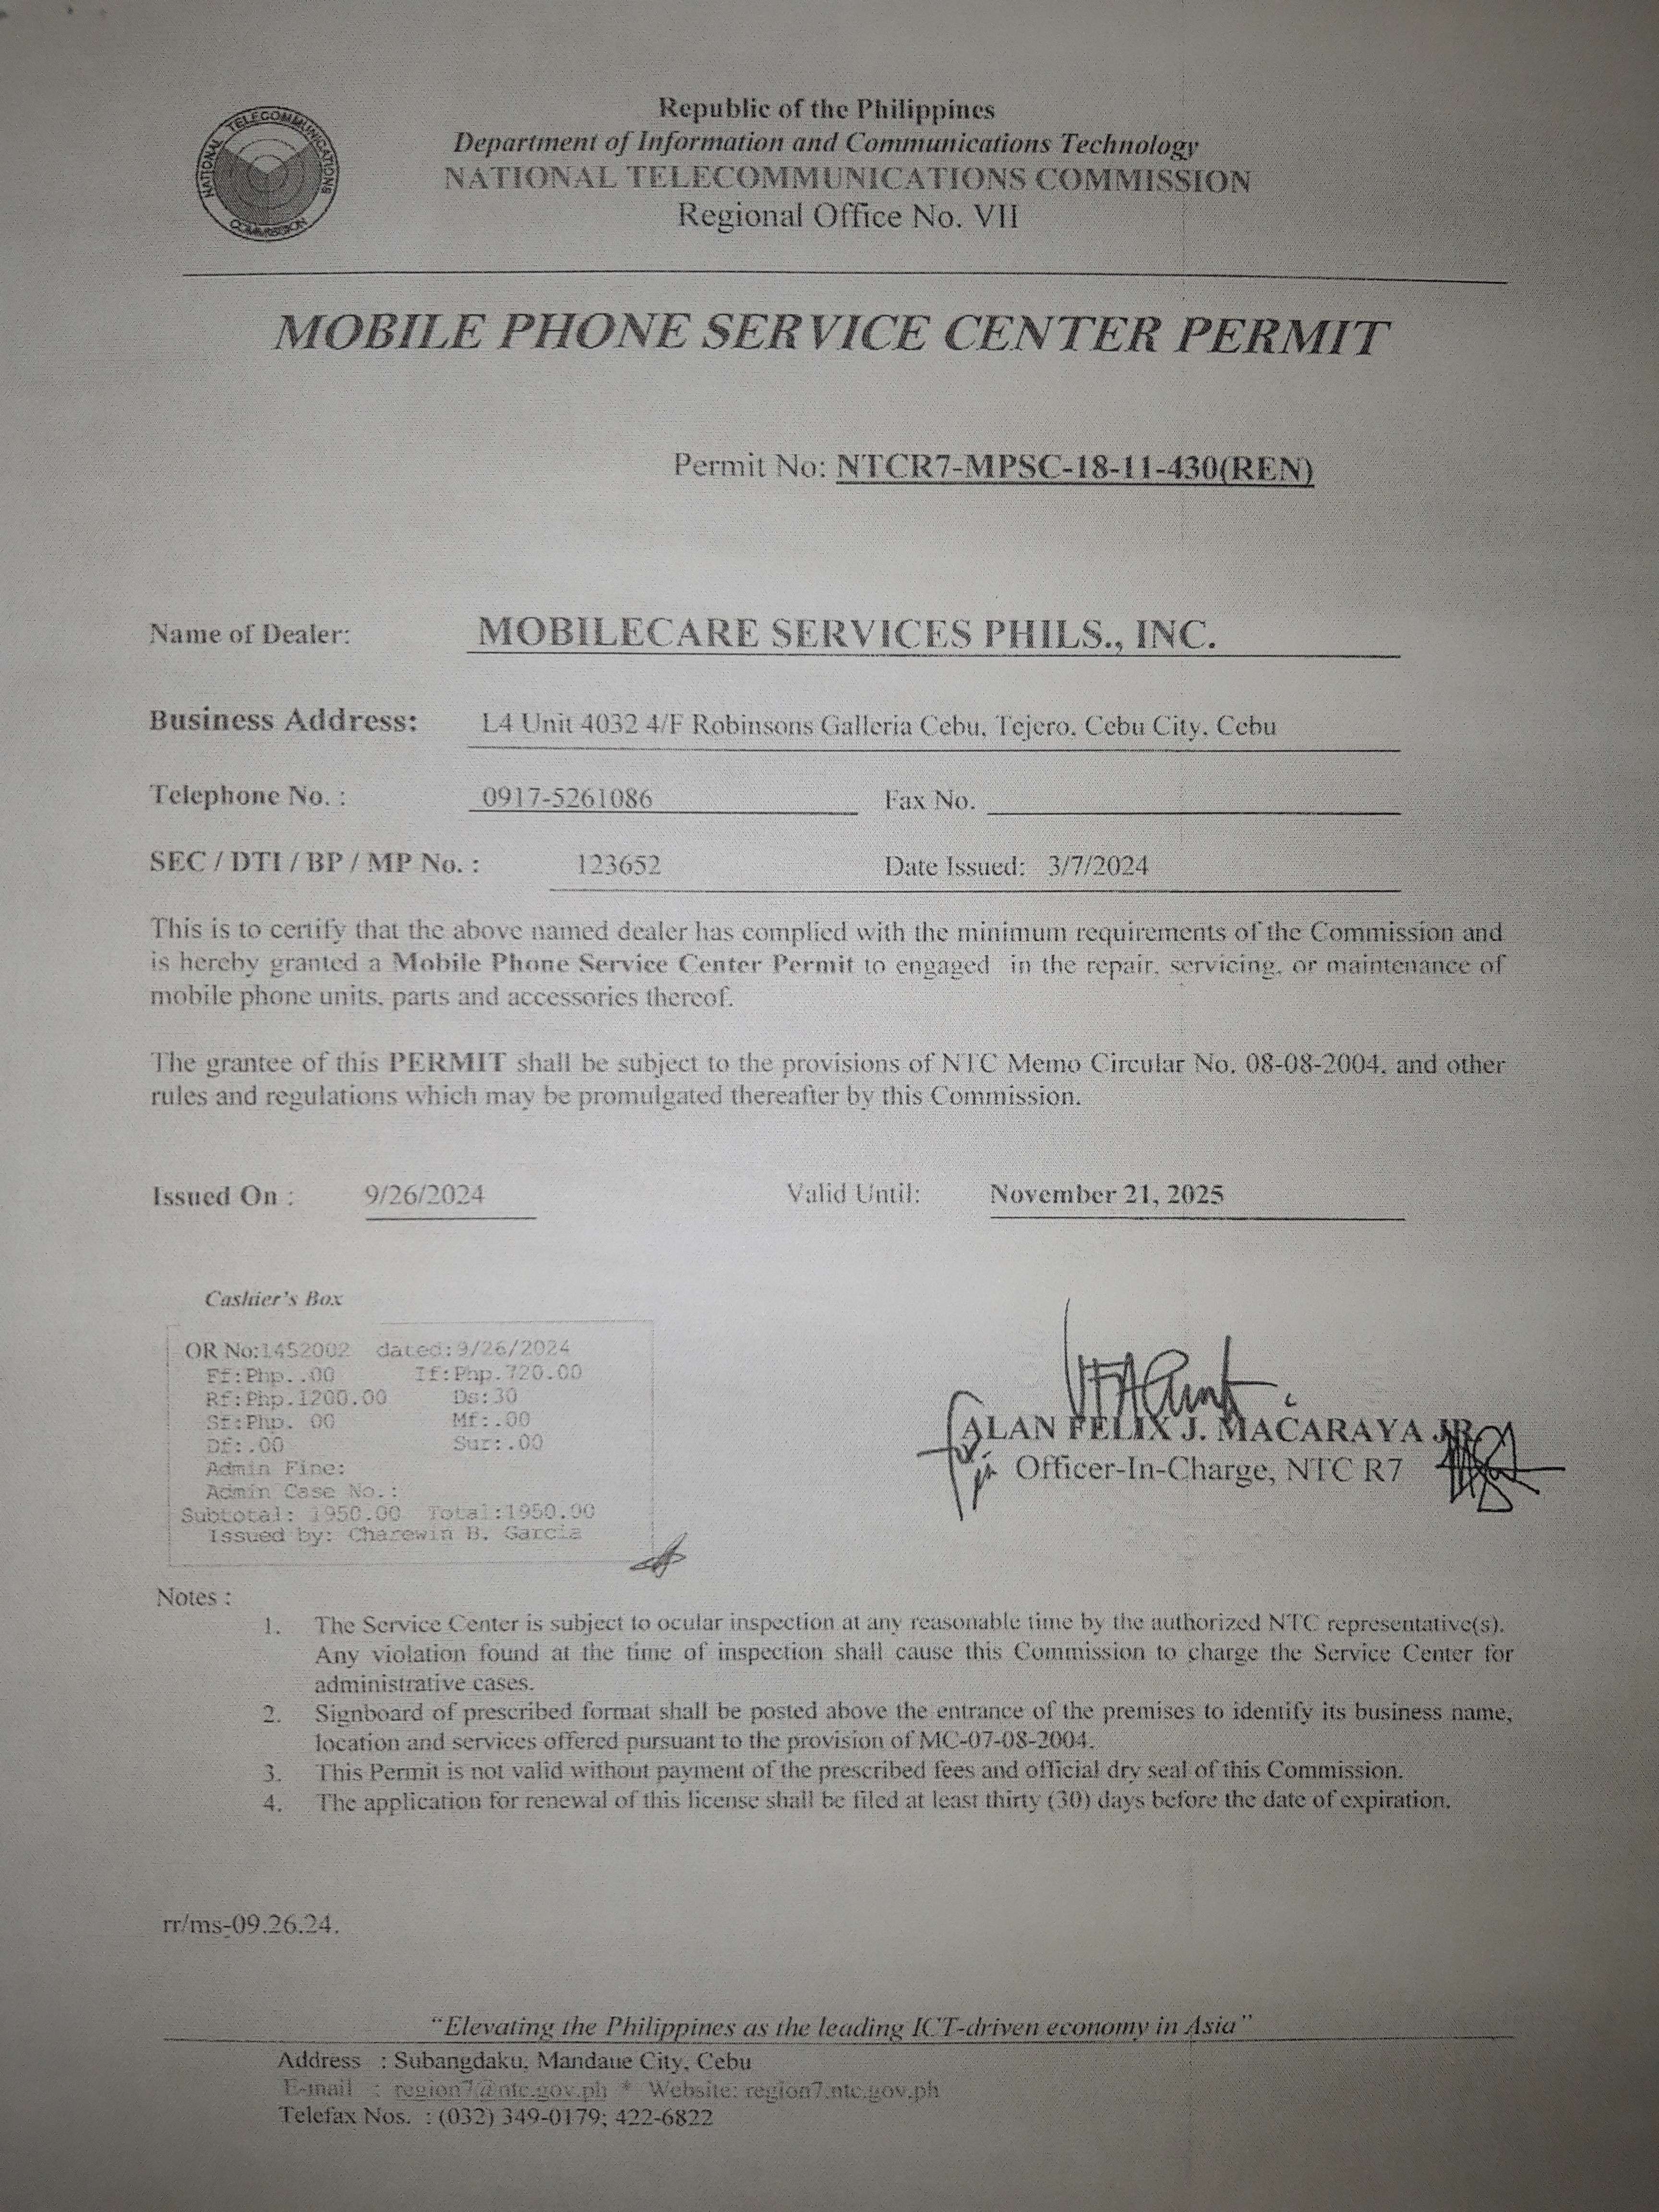 NATIONAL TELECOMMUNICATIONS COMMISSION
Republic of the Philippines
Department of Information and Communications Technology
NATIONAL TELECOMMUNICATIONS COMMISSION
Regional Office No. VII
MOBILE PHONE SERVICE CENTER PERMIT
Permit No: NTCR7-MPSC-18-11-430(REN)
Name of Dealer: MOBILECARE SERVICES PHILS., INC.
Business Address: L4 Unit 4032 4/F Robinsons Galleria Cebu, Tejero, Cebu City, Cebu
Telephone No. : 0917-5261086 Fax No.
SEC / DTI / BP / MP No. : 123652 Date Issued: 3/7/2024
This is to certify that the above named dealer has complied with the minimum requirements of the Commission and
is hereby granted a Mobile Phone Service Center Permit to engaged in the repair, servicing, or maintenance of
mobile phone units, parts and accessories thereof.
The grantee of this PERMIT shall be subject to the provisions of NTC Memo Circular No. 08-08-2004, and other
rules and regulations which may be promulgated thereafter by this Commission.
Issued On : 9/26/2024 Valid Until: November 21, 2025
Cashier's Box
OR No:1452002 dated:9/26/2024
Ff:Php..00 If:Php.720.00
Rf:Php.1200.00 Ds:30
Sf:Php. 00 Mf:.00
Df:.00 Sur:.00
Admin Fine:
Admin Case No.:
Subtotal: 1950.00 Total:1950.00
Issued by: Charewin B. Garcia
ALAN FELIX J. MACARAYA JR.
Officer-In-Charge, NTC R7
Notes :
1. The Service Center is subject to ocular inspection at any reasonable time by the authorized NTC representative(s).
Any violation found at the time of inspection shall cause this Commission to charge the Service Center for
administrative cases.
2. Signboard of prescribed format shall be posted above the entrance of the premises to identify its business name,
location and services offered pursuant to the provision of MC-07-08-2004.
3. This Permit is not valid without payment of the prescribed fees and official dry seal of this Commission.
4. The application for renewal of this license shall be filed at least thirty (30) days before the date of expiration.
rr/ms-09.26.24.
"Elevating the Philippines as the leading ICT-driven economy in Asia"
Address : Subangdaku, Mandaue City, Cebu
E-mail : region7@ntc.gov.ph * Website: region7.ntc.gov.ph
Telefax Nos. : (032) 349-0179; 422-6822